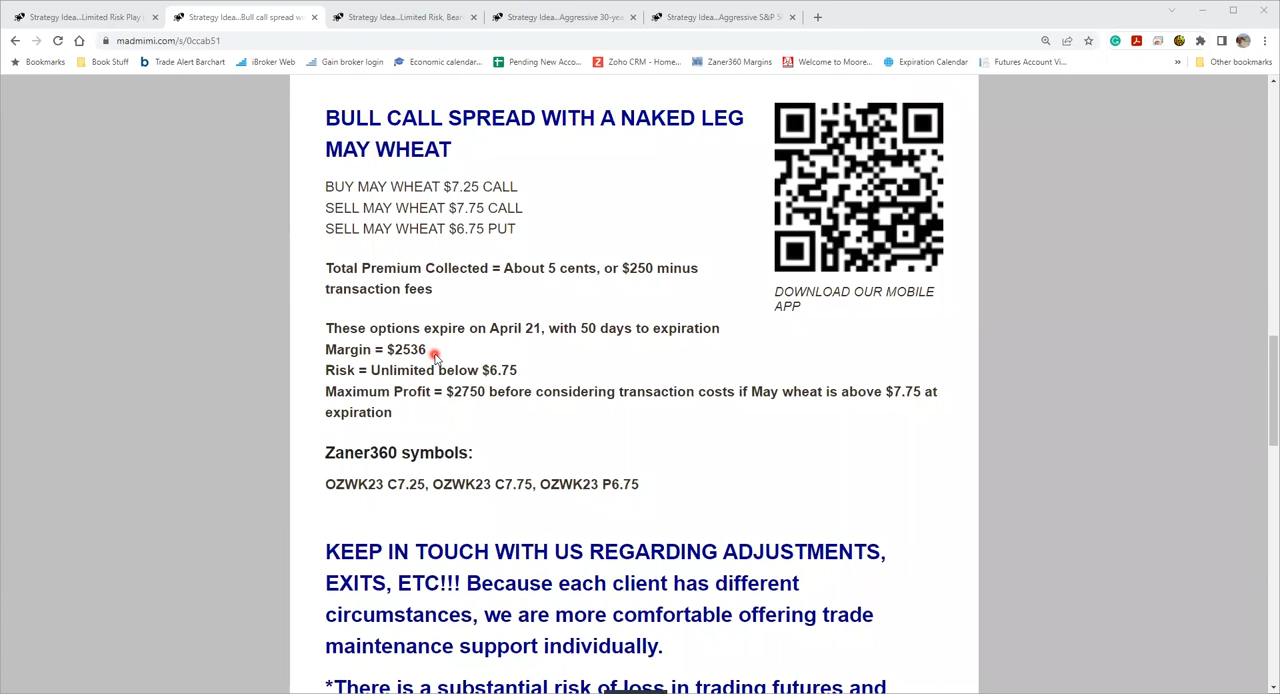 Strategy Idea...Limited Risk Play
Strategy Idea...Bull call spread w
Strategy Idea...Limited Risk, Bear
Strategy Idea...Aggressive 30-yea
Strategy Idea...Aggressive S&P 5
madmimi.com/s/0ccab51
Bookmarks
Book Stuff
Trade Alert Barchart
iBroker Web
Gain broker login
Economic calendar...
Pending New Acco...
Zoho CRM - Home...
Zaner360 Margins
Welcome to Moore...
Expiration Calendar
Futures Account Vi...
»
Other bookmarks
BULL CALL SPREAD WITH A NAKED LEG
MAY WHEAT
BUY MAY WHEAT $7.25 CALL
SELL MAY WHEAT $7.75 CALL
SELL MAY WHEAT $6.75 PUT
Total Premium Collected = About 5 cents, or $250 minus
transaction fees
DOWNLOAD OUR MOBILE
APP
These options expire on April 21, with 50 days to expiration
Margin = $2536
Risk = Unlimited below $6.75
Maximum Profit = $2750 before considering transaction costs if May wheat is above $7.75 at
expiration
Zaner360 symbols:
OZWK23 C7.25, OZWK23 C7.75, OZWK23 P6.75
KEEP IN TOUCH WITH US REGARDING ADJUSTMENTS,
EXITS, ETC!!! Because each client has different
circumstances, we are more comfortable offering trade
maintenance support individually.
*There is a substantial risk of loss in trading futures and